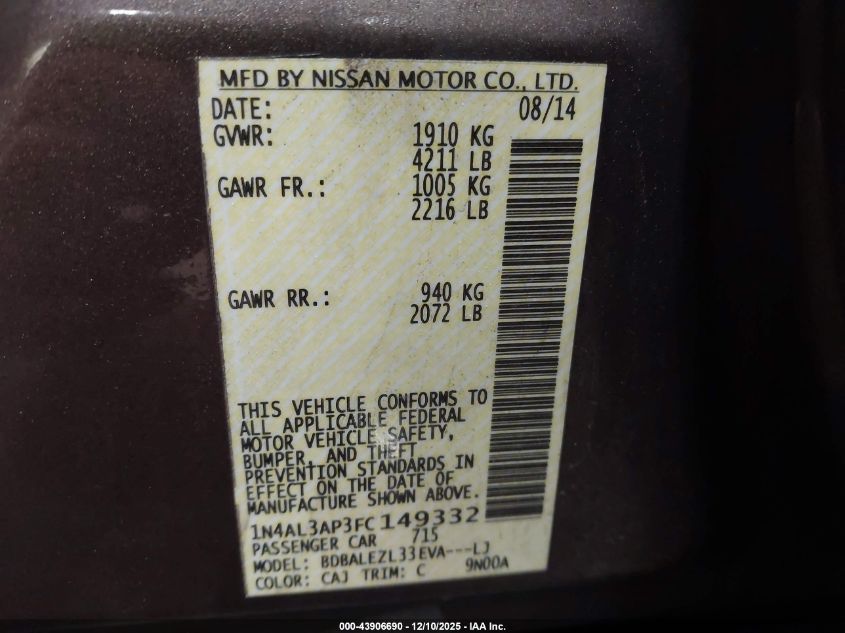 MFD BY NISSAN MOTOR CO., LTD.
DATE: 08/14
GVWR: 1910 KG
4211 LB
GAWR FR.: 1005 KG
2216 LB
GAWR RR.: 940 KG
2072 LB
THIS VEHICLE CONFORMS TO
ALL APPLICABLE FEDERAL
MOTOR VEHICLE SAFETY,
BUMPER, AND THEFT
PREVENTION STANDARDS IN
EFFECT ON THE DATE OF
MANUFACTURE SHOWN ABOVE.
1N4AL3AP3FC149332
PASSENGER CAR 715
MODEL: BDBALEZL33EVA---LJ
COLOR: CAJ TRIM: C 9N00A
000-43906690 - 12/10/2025 - IAA Inc.